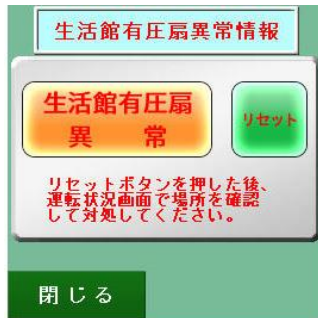 生活館有圧扇異常情報
生活館有圧扇
異　常
リセット
リセットボタンを押した後、
運転状況画面で場所を確認
して対処してください。
閉じる